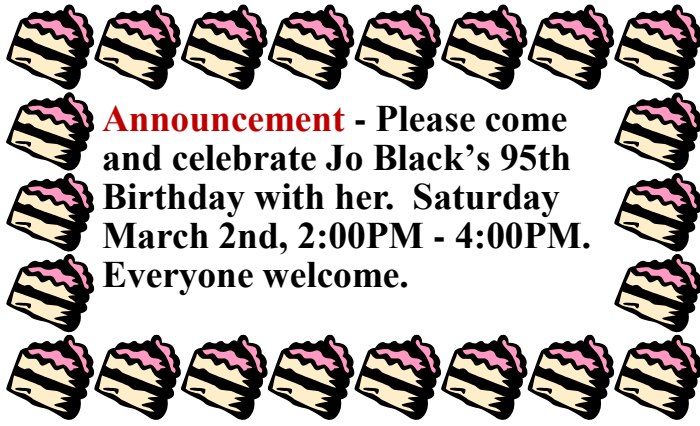 Announcement - Please come
and celebrate Jo Black’s 95th
Birthday with her.  Saturday
March 2nd, 2:00PM - 4:00PM.
Everyone welcome.